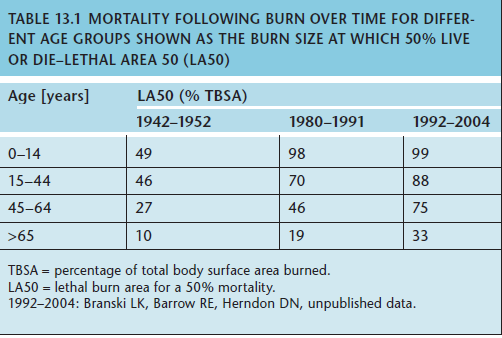 TABLE 13.1 MORTALITY FOLLOWING BURN OVER TIME FOR DIFFER-
ENT AGE GROUPS SHOWN AS THE BURN SIZE AT WHICH 50% LIVE
OR DIE–LETHAL AREA 50 (LA50)
Age [years] LA50 (% TBSA)
1942–1952 1980–1991 1992–2004
0–14 49 98 99
15–44 46 70 88
45–64 27 46 75
>65 10 19 33
TBSA = percentage of total body surface area burned.
LA50 = lethal burn area for a 50% mortality.
1992–2004: Branski LK, Barrow RE, Herndon DN, unpublished data.